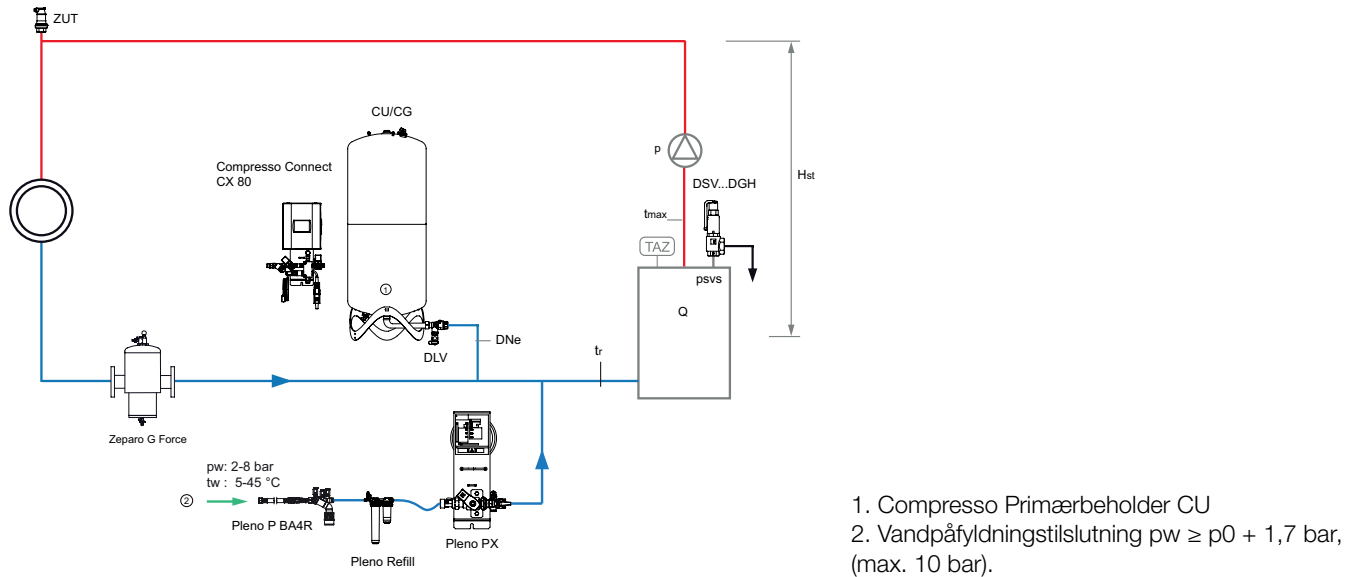 ZUT
CU/CG
Compresso Connect
CX 80
p
Hst
DSV...DGH
tmax
TAZ
psvs
1
Q
DNe
DLV
tr
Zeparo G Force
pw: 2-8 bar
tw : 5-45 °C
2
Pleno P BA4R
Pleno Refill
Pleno PX
1. Compresso Primærbeholder CU
2. Vandpåfyldningstilslutning pw ≥ p0 + 1,7 bar,
(max. 10 bar).